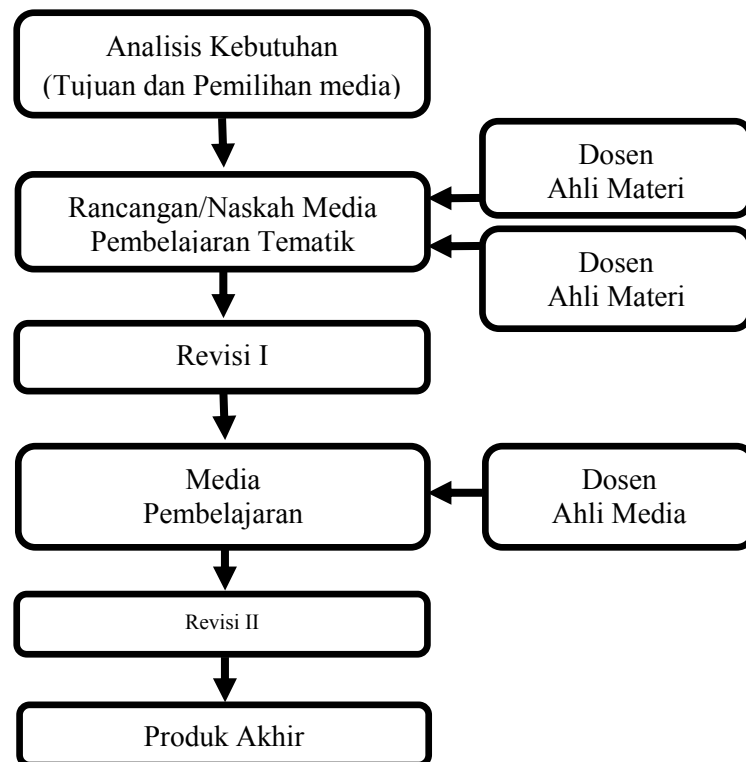 Analisis Kebutuhan
(Tujuan dan Pemilihan media)
Dosen
Ahli Materi
Rancangan/Naskah Media
Pembelajaran Tematik
Dosen
Ahli Materi
Revisi I
Media
Pembelajaran
Dosen
Ahli Media
Revisi II
Produk Akhir